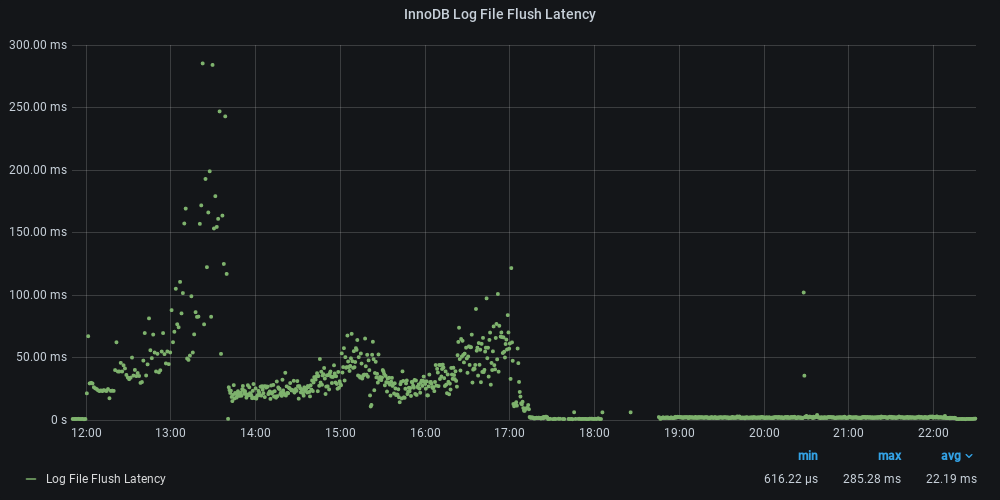 InnoDB Log File Flush Latency
300.00 ms
250.00 ms
200.00 ms
150.00 ms
100.00 ms
50.00 ms
0 s
12:00 13:00 14:00 15:00 16:00 17:00 18:00 19:00 20:00 21:00 22:00
min max avg
Log File Flush Latency 616.22 µs 285.28 ms 22.19 ms